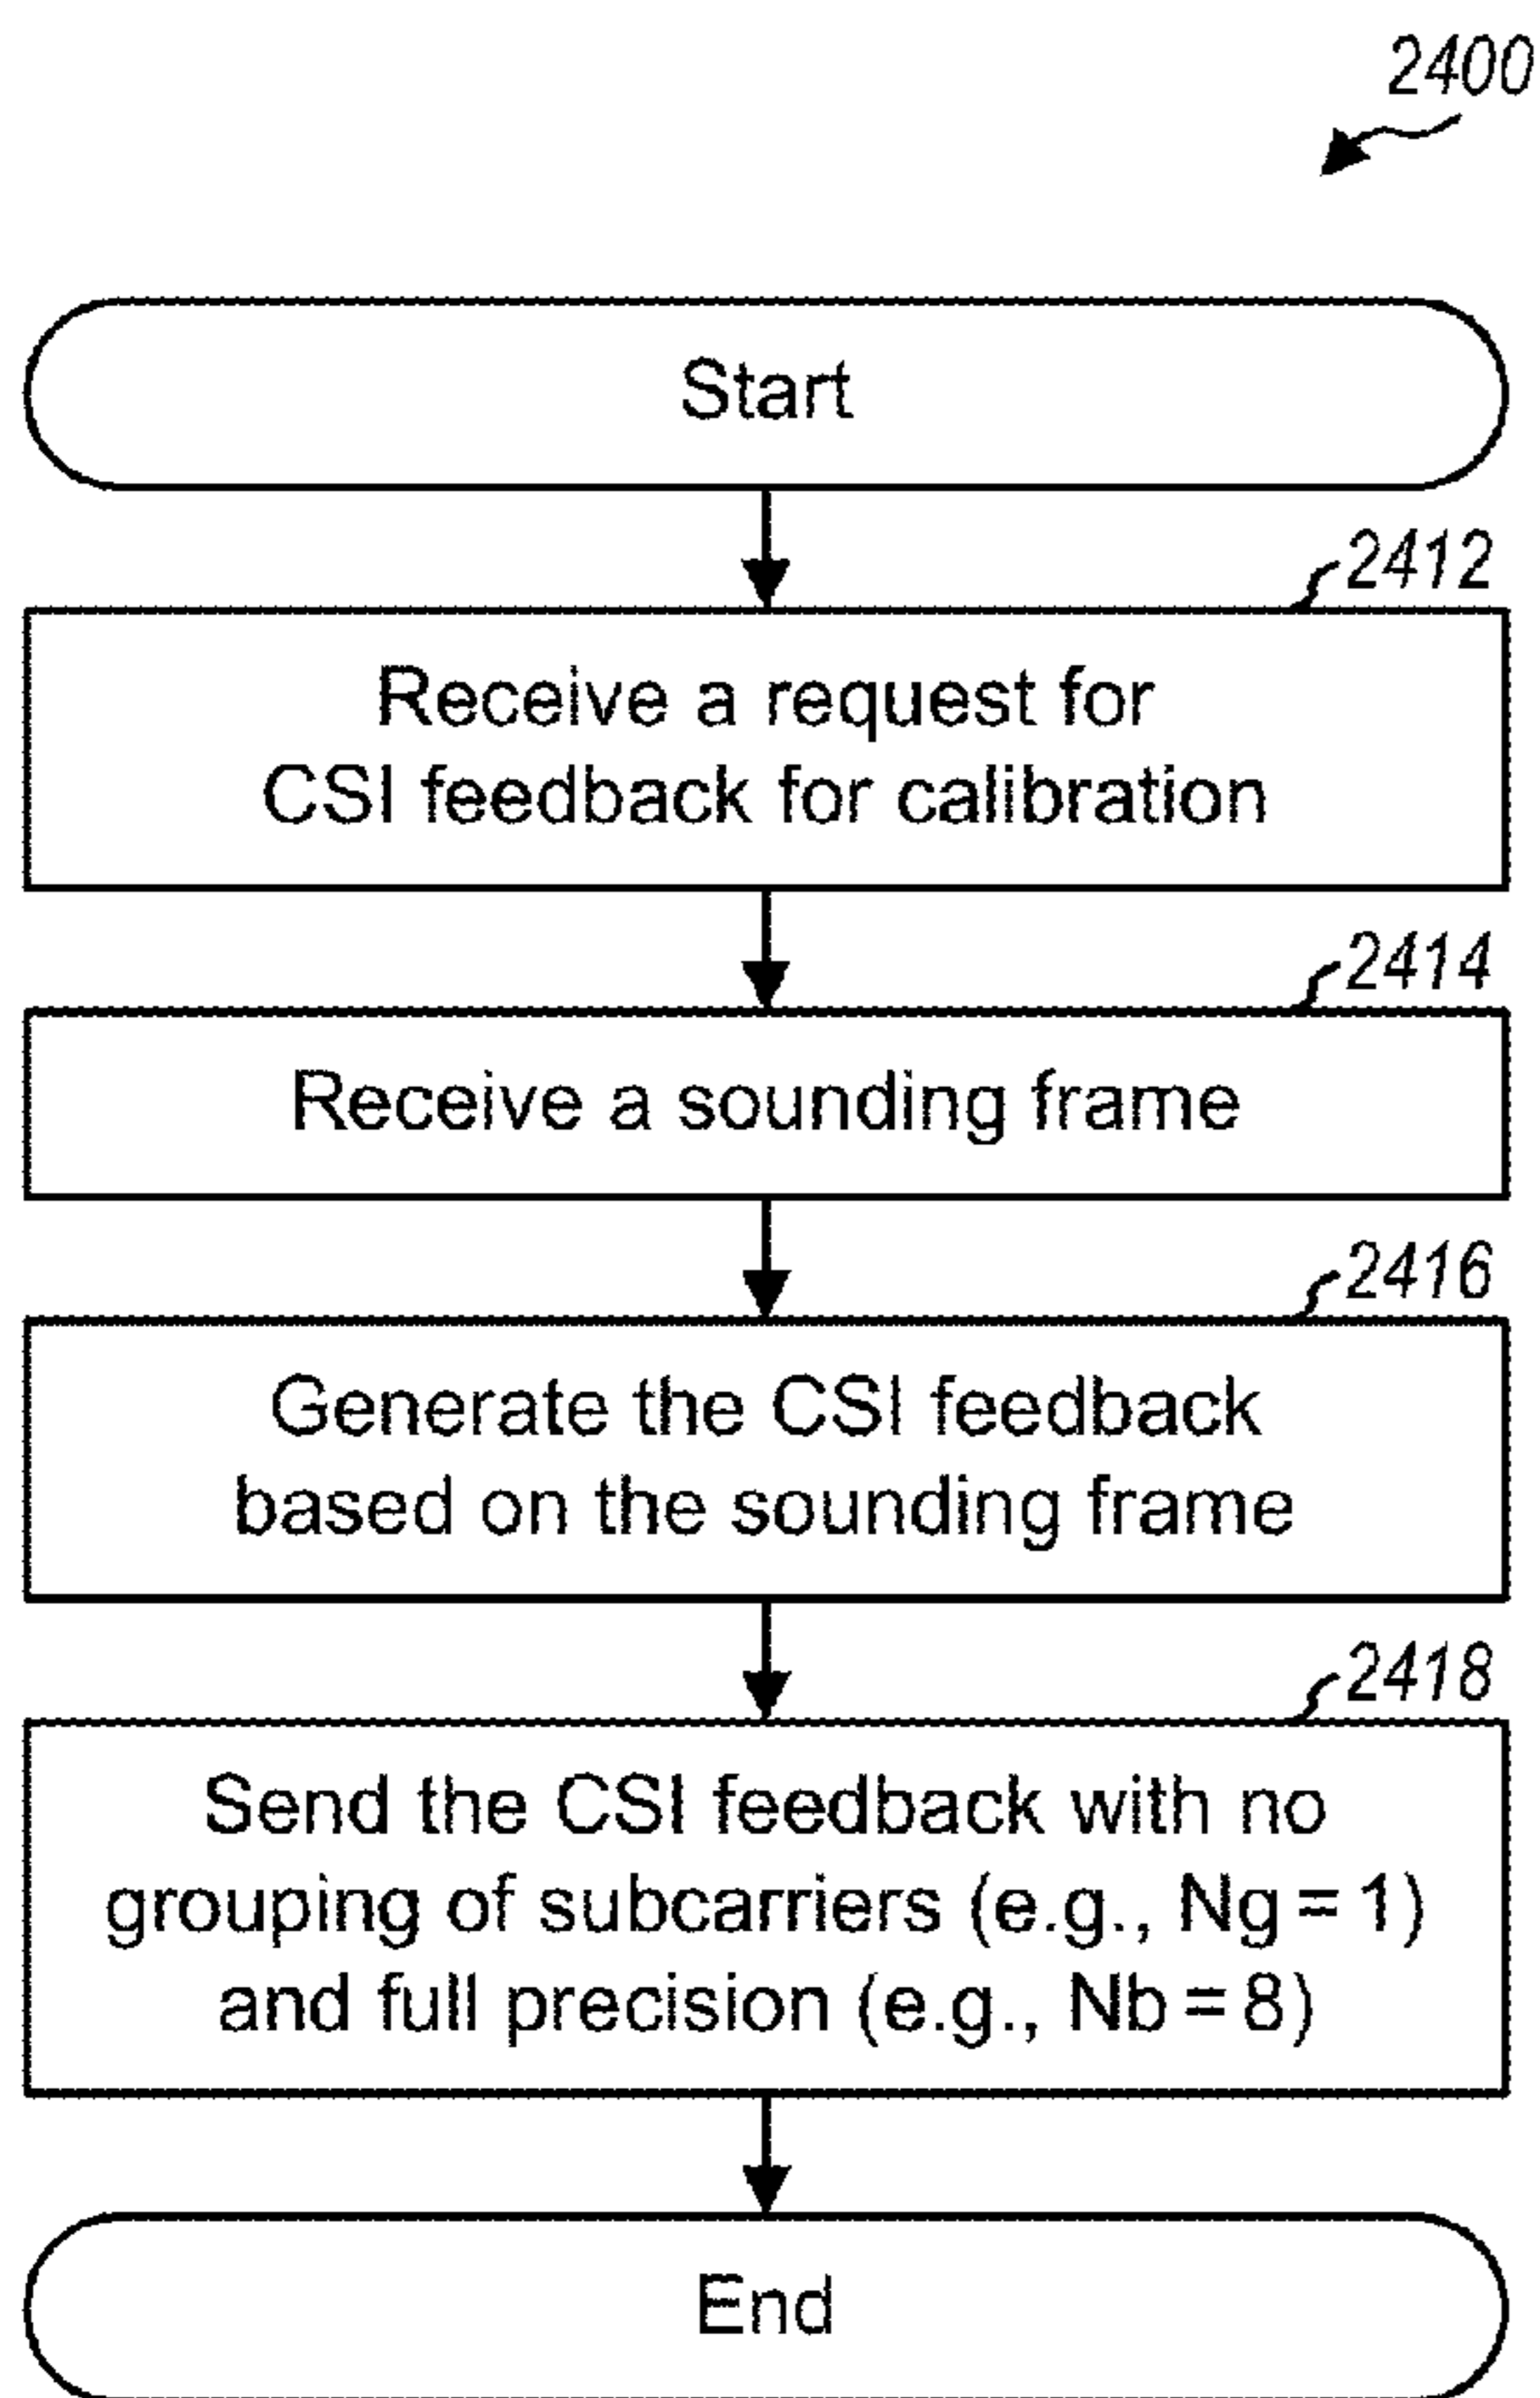 2400
Start
2412
Receive a request for
CSI feedback for calibration
2414
Receive a sounding frame
2416
Generate the CSI feedback
based on the sounding frame
2418
Send the CSI feedback with no
grouping of subcarriers (e.g., Ng = 1)
and full precision (e.g., Nb = 8)
End